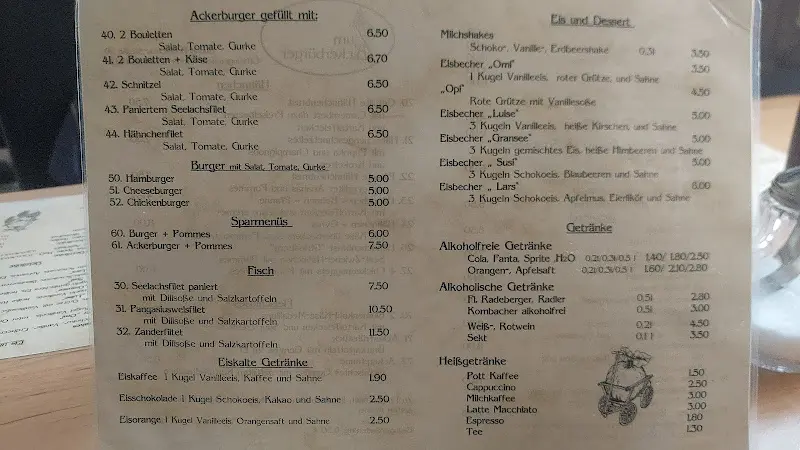 Ackerburger gefüllt mit:
40. 2 Bouletten 6.50
Salat, Tomate, Gurke
41. 2 Bouletten + Käse 6.70
Salat, Tomate, Gurke
42. Schnitzel 6.50
Salat, Tomate, Gurke
43. Paniertem Seelachsfilet 6.50
Salat, Tomate, Gurke
44. Hähnchenfilet 6.50
Salat, Tomate, Gurke
Burger mit Salat, Tomate, Gurke
50. Hamburger 5.00
51. Cheeseburger 5.00
52. Chickenburger 5.00
Sparmenüs
60. Burger + Pommes 6.00
61. Ackerburger + Pommes 7.50
Fisch
30. Seelachsfilet paniert 7.50
mit Dillsoße und Salzkartoffeln
31. Pangasiuswelsfilet 10.50
mit Dillsoße und Salzkartoffeln
32. Zanderfilet 11.50
mit Dillsoße und Salzkartoffeln
Eiskalte Getränke
Eiskaffee 1 Kugel Vanilleeis, Kaffee und Sahne 1.90
Eisschokolade 1 Kugel Schokoeis, Kakao und Sahne 2.50
Eisorange 1 Kugel Vanilleeis, Orangensaft und Sahne 2.50
Eis und Dessert
Milchshakes
Schoko-, Vanille-, Erdbeershake 0,3l 3.50
Eisbecher „Omi" 3.50
1 Kugel Vanilleeis, roter Grütze, und Sahne
„Opi" 4.50
Rote Grütze mit Vanillesoße
Eisbecher „Luise" 5.00
3 Kugeln Vanilleeis, heiße Kirschen, und Sahne
Eisbecher „Gransee" 5.00
3 Kugeln gemischtes Eis, heiße Himbeeren und Sahne
Eisbecher „ Susi" 5.00
3 Kugeln Schokoeis, Blaubeeren und Sahne
Eisbecher „ Lars" 6.00
3 Kugeln Schokoeis, Apfelmus, Eierlikör und Sahne
Getränke
Alkoholfreie Getränke
Cola, Fanta, Sprite ,H2O 0,2l/0,3l/0,5 l 1.40/ 1.80/2.50
Orangen-, Apfelsaft 0,2l/0,3l/0,5 l 1.60/ 2.10/2.80
Alkoholische Getränke
Fl. Radeberger, Radler 0,5l 2.80
Kombacher alkoholfrei 0,5l 3.00
Weiß-, Rotwein 0,2l 4.50
Sekt 0,1 l 3.50
Heißgetränke
Pott Kaffee 1.50
Cappuccino 2.50
Milchkaffee 3.00
Latte Macchiato 3.00
Espresso 1.80
Tee 1.30